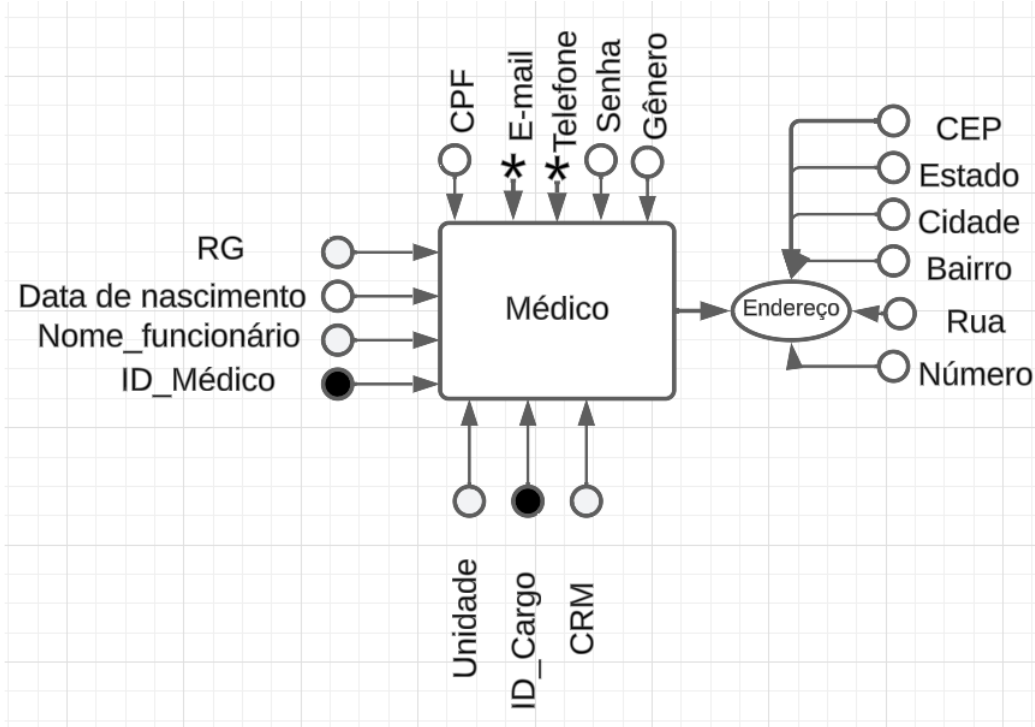 CPF
E-mail
Telefone
Senha
Gênero
RG
Data de nascimento
Nome_funcionário
ID_Médico
Médico
Endereço
CEP
Estado
Cidade
Bairro
Rua
Número
Unidade
ID_Cargo
CRM